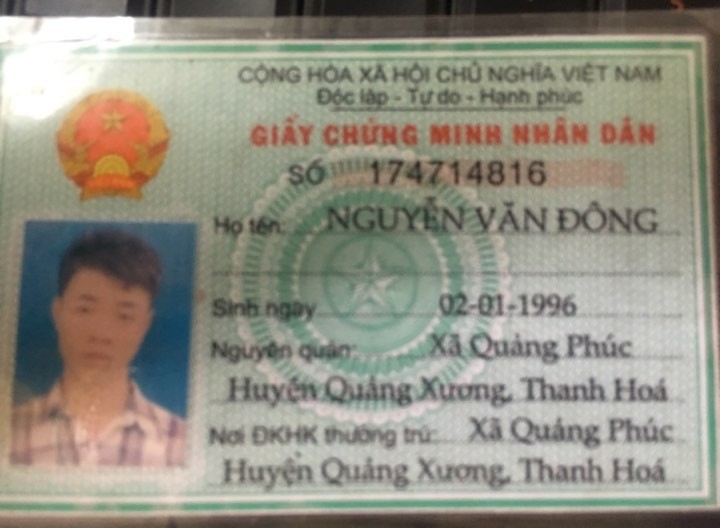 CỘNG HÒA XÃ HỘI CHỦ NGHĨA VIỆT NAM
Độc lập - Tự do - Hạnh phúc
GIẤY CHỨNG MINH NHÂN DÂN
SỐ 174714816
Họ tên: NGUYỄN VĂN ĐÔNG
Sinh ngày 02-01-1996
Nguyên quán: Xã Quảng Phúc
Huyện Quảng Xương, Thanh Hoá
Nơi ĐKHK thường trú: Xã Quảng Phúc
Huyện Quảng Xương, Thanh Hoá